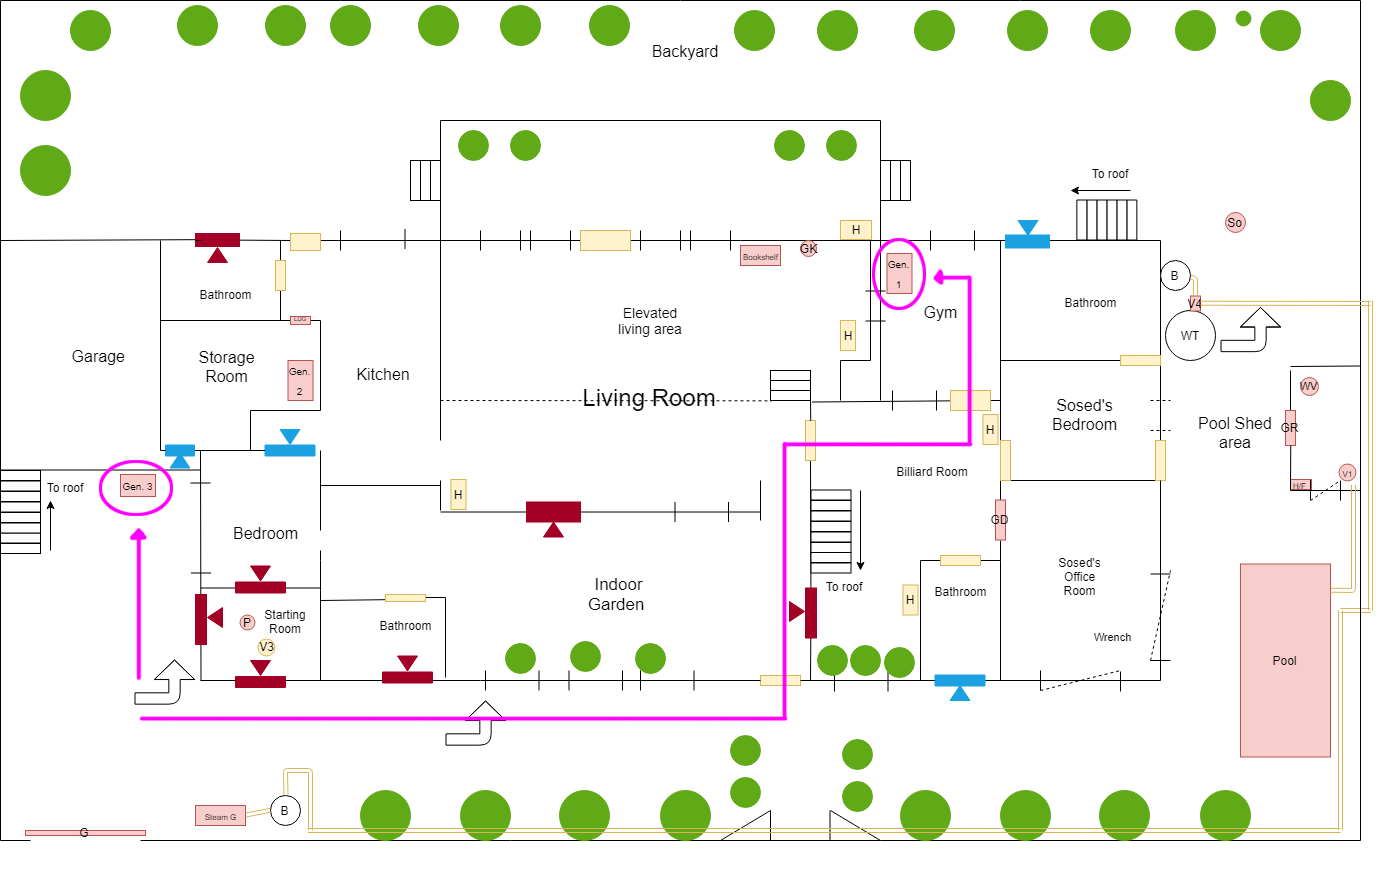 Backyard
To roof
So
H
GK
Bookshelf
Gen.
1
B
Bathroom
Bathroom
V4
LOG
Elevated
living area
Gym
H
WT
Garage
Storage
Room
Gen.
2
Kitchen
WV
Living Room
Sosed's
Bedroom
Pool Shed
area
GR
H
Billiard Room
V1
To roof
Gen. 3
H/F
H
GD
Bedroom
Sosed's
Office
Room
Indoor
Garden
To roof
Bathroom
H
P
Starting
Room
Bathroom
V3
Wrench
Pool
B
Steam G
G